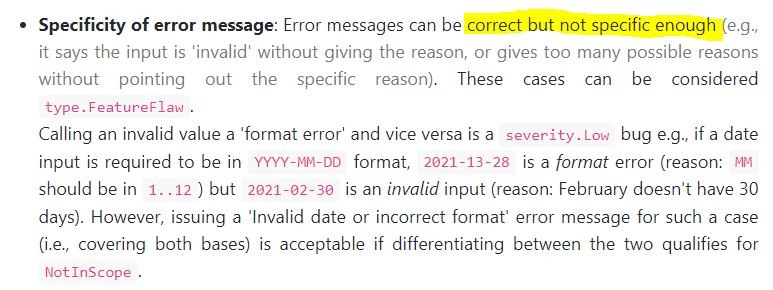 • Specificity of error message: Error messages can be correct but not specific enough (e.g.,
it says the input is 'invalid' without giving the reason, or gives too many possible reasons
without pointing out the specific reason). These cases can be considered
type.FeatureFlaw.
Calling an invalid value a 'format error' and vice versa is a severity.Low bug e.g., if a date
input is required to be in YYYY-MM-DD format, 2021-13-28 is a format error (reason: MM
should be in 1..12 ) but 2021-02-30 is an invalid input (reason: February doesn't have 30
days). However, issuing a 'Invalid date or incorrect format' error message for such a case
(i.e., covering both bases) is acceptable if differentiating between the two qualifies for
NotInScope.